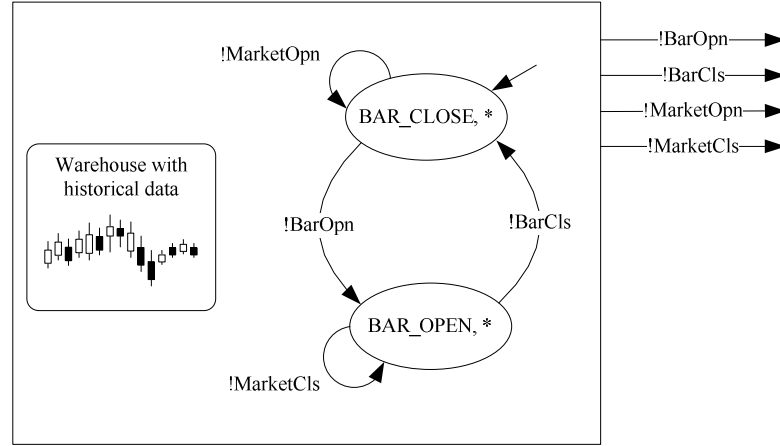 !BarOpn
!BarCls
!MarketOpn
!MarketCls
!MarketOpn
BAR_CLOSE, *
Warehouse with
historical data
!BarOpn
!BarCls
BAR_OPEN, *
!MarketCls